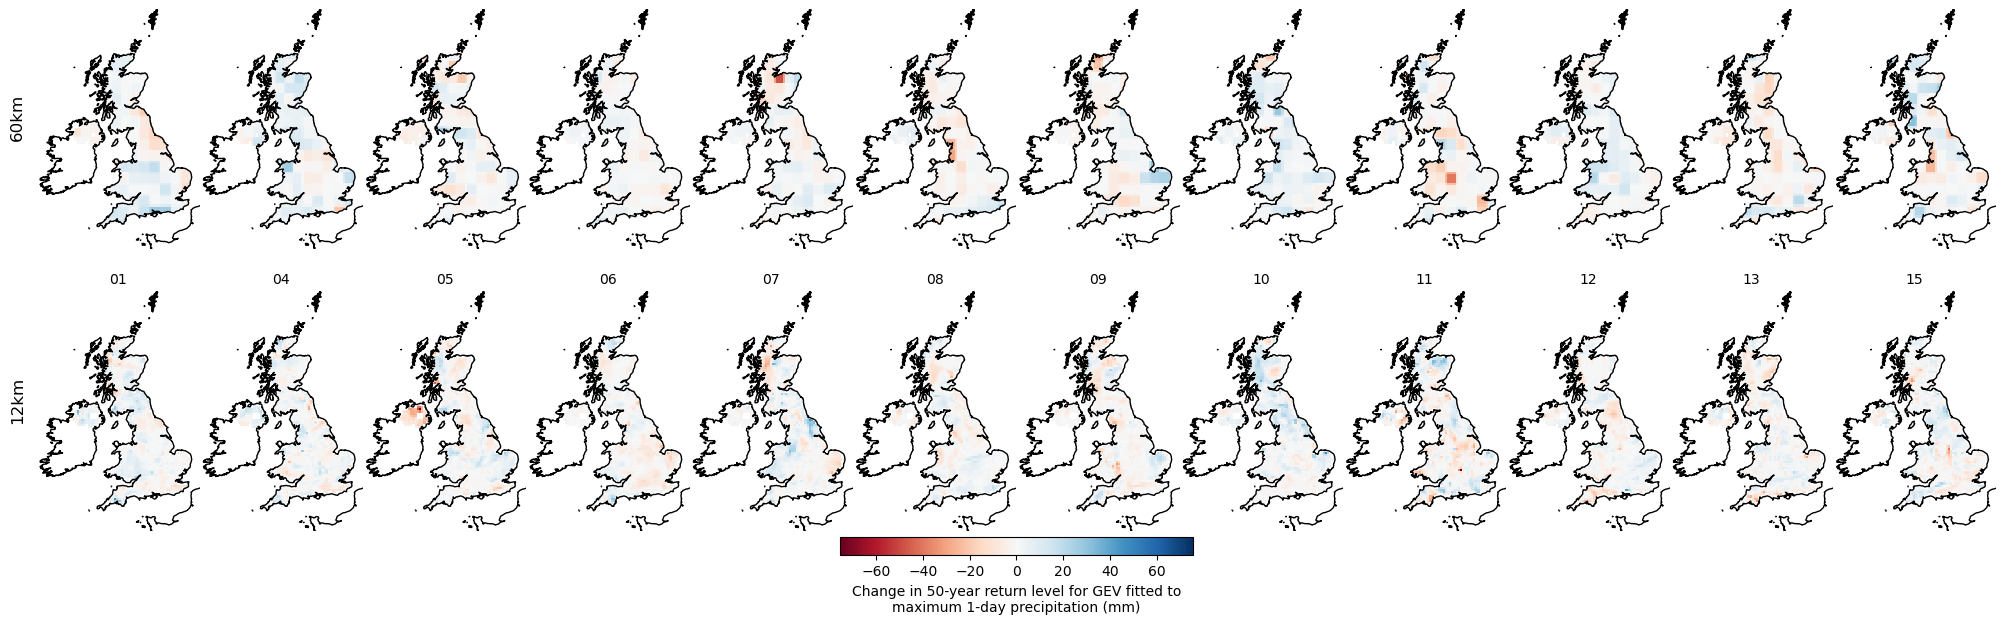 60km
01 04 05 06 07 08 09 10 11 12 13 15
12km
−60 −40 −20 0 20 40 60
Change in 50-year return level for GEV fitted to
maximum 1-day precipitation (mm)